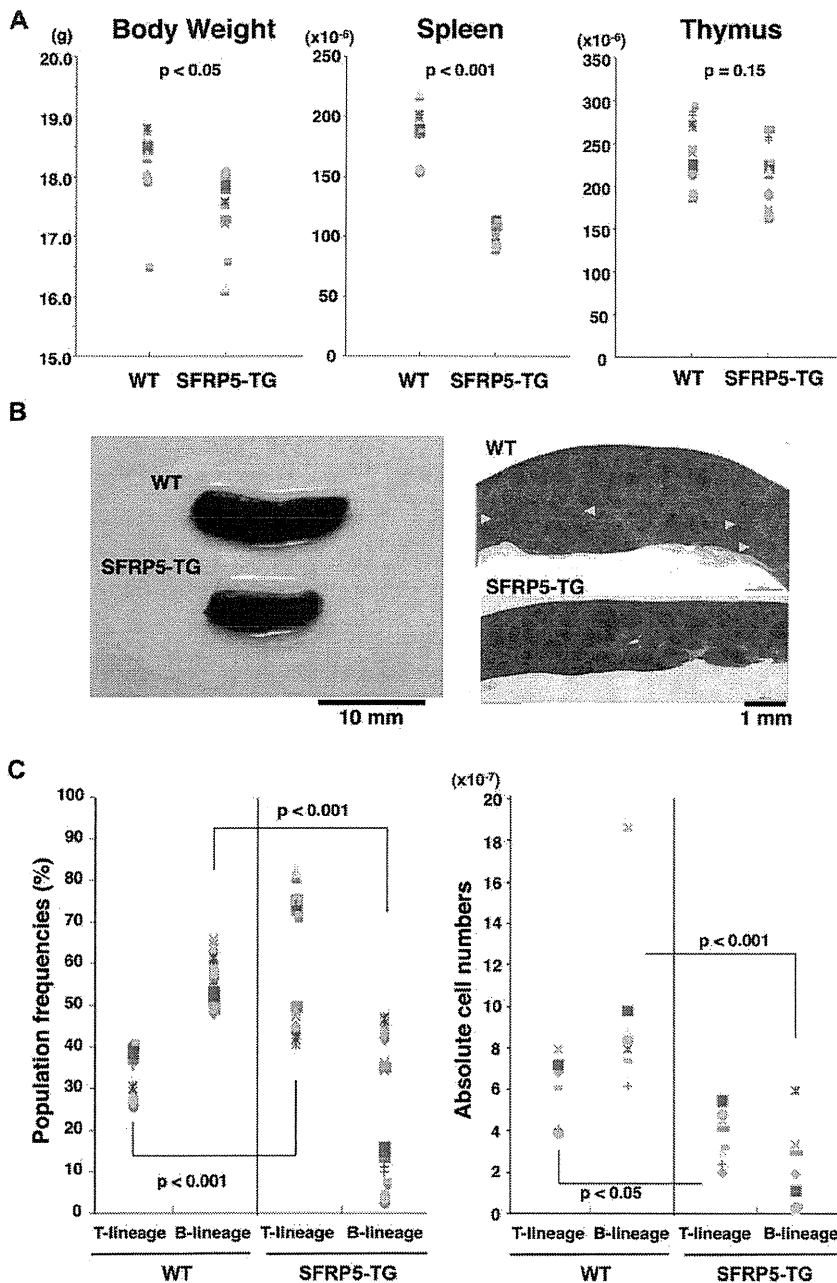 A
Body Weight
Spleen
Thymus
(g)
(x10-6)
(x10-6)
p < 0.05
p < 0.001
p = 0.15
20.0
19.0
18.0
17.0
16.0
15.0
250
200
150
100
50
0
350
300
250
200
150
100
50
0
WT SFRP5-TG
WT SFRP5-TG
WT SFRP5-TG
B
WT
SFRP5-TG
10 mm
WT
SFRP5-TG
1 mm
C
Population frequencies (%)
100
90
80
70
60
50
40
30
20
10
0
p < 0.001
p < 0.001
T-lineage B-lineage T-lineage B-lineage
WT SFRP5-TG
(x10-7)
Absolute cell numbers
20
18
16
14
12
10
8
6
4
2
0
p < 0.001
p < 0.05
T-lineage B-lineage T-lineage B-lineage
WT SFRP5-TG